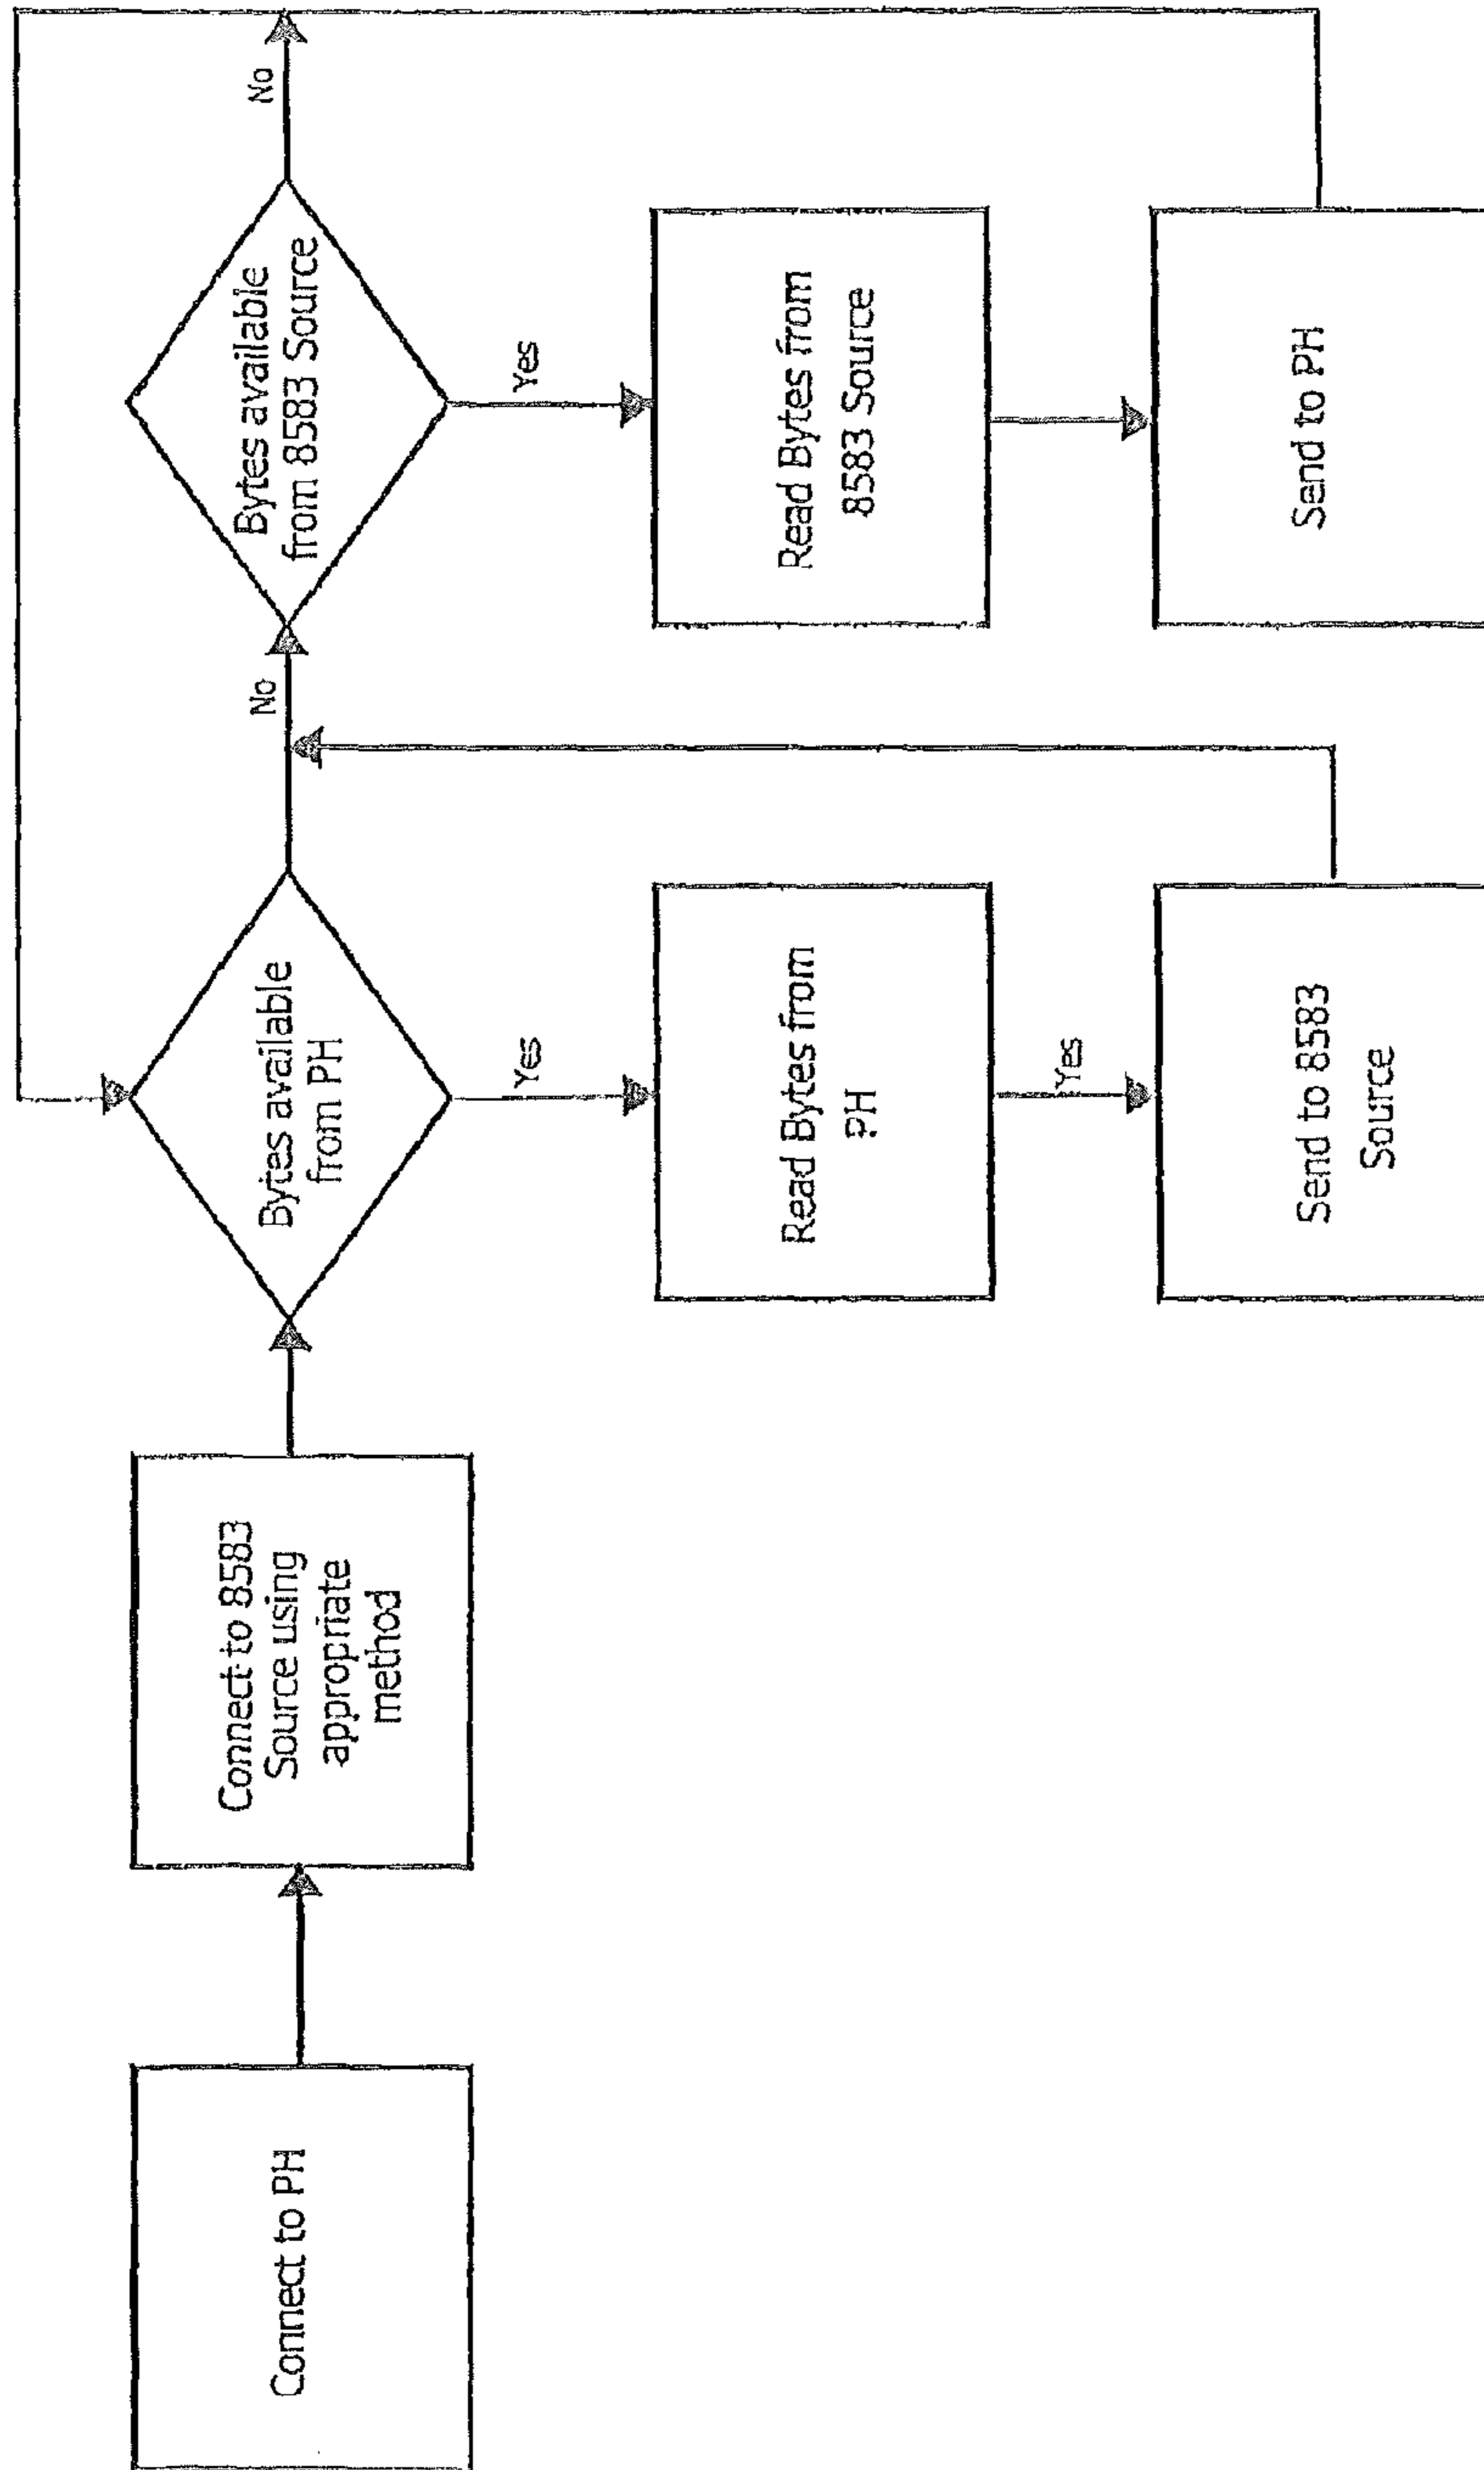 Connect to PH
Connect to 8583
Source using
appropriate
method
Bytes available
from PH
No
Yes
Read Bytes from
PH
Yes
Send to 8583
Source
Bytes available
from 8583 Source
No
Yes
Read Bytes from
8583 Source
Send to PH